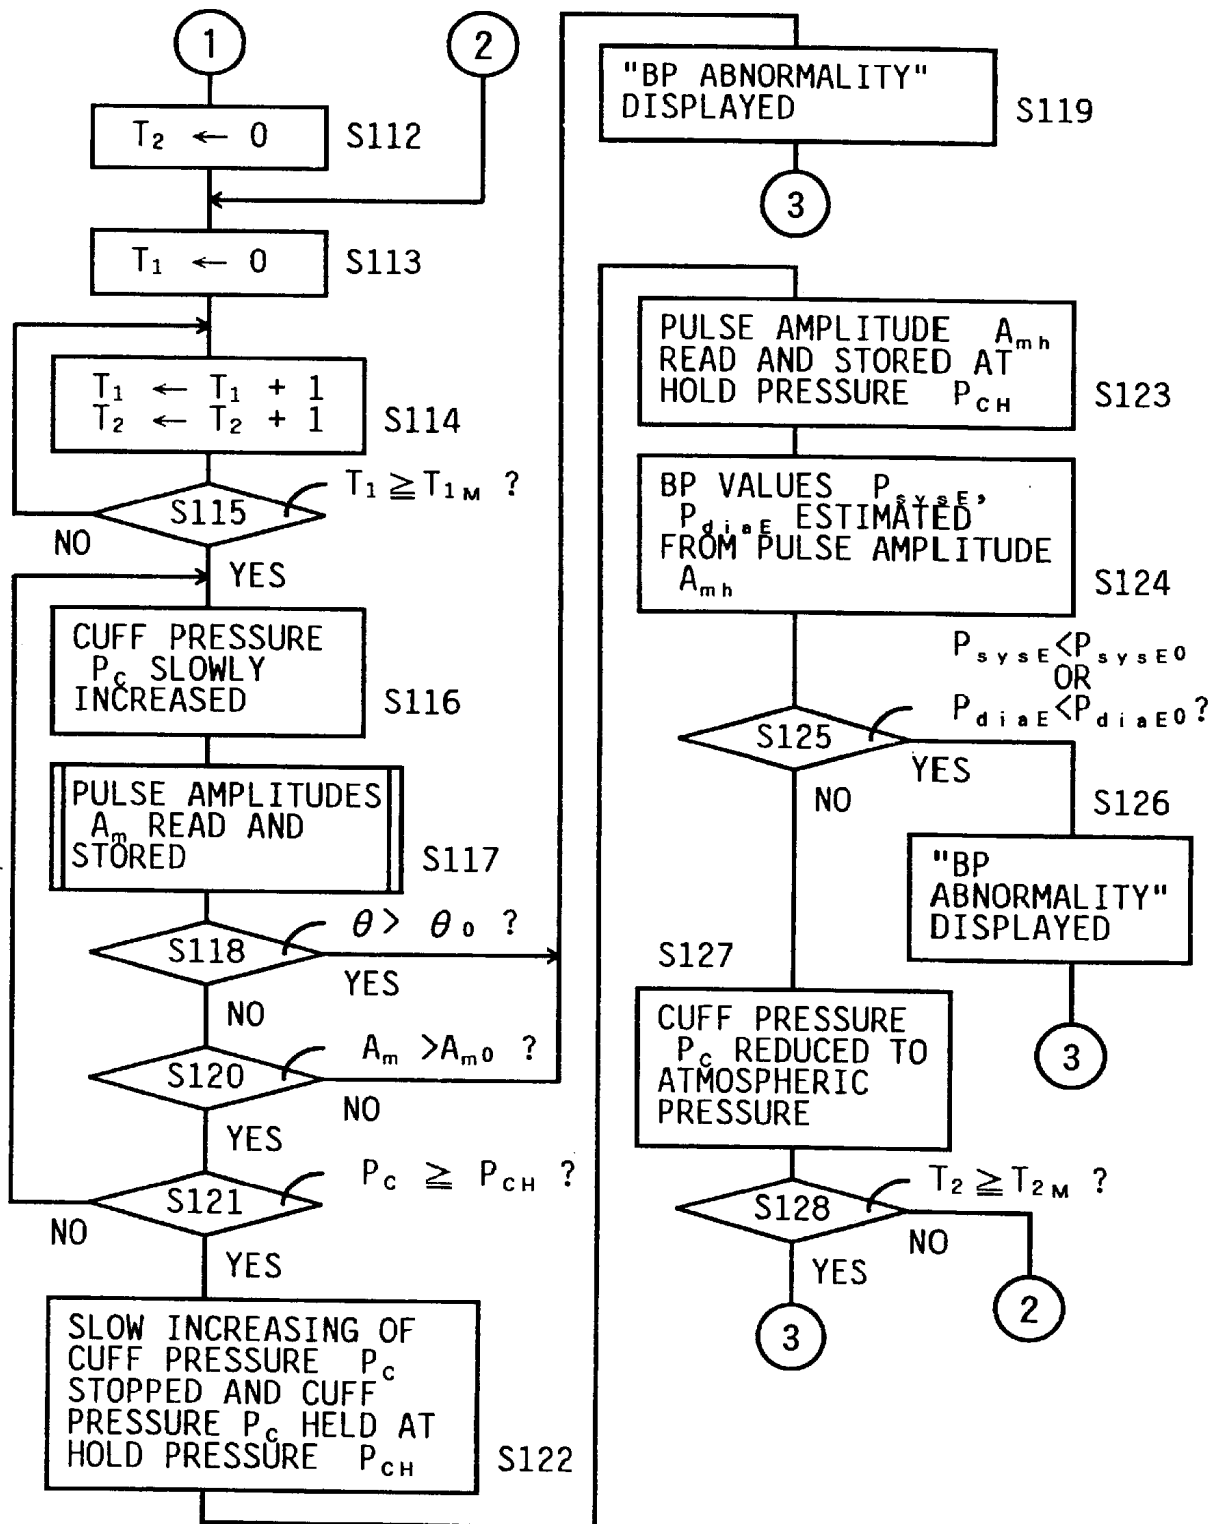 1
2
T₂ ← 0
S112
T₁ ← 0
S113
T₁ ← T₁ + 1
T₂ ← T₂ + 1
S114
T₁ ≧ T₁M ?
S115
NO
YES
CUFF PRESSURE
Pc SLOWLY
INCREASED
S116
PULSE AMPLITUDES
Am READ AND
STORED
S117
θ > θ₀ ?
S118
YES
NO
Am >Am0 ?
S120
NO
YES
PC ≧ PCH ?
S121
NO
YES
SLOW INCREASING OF
CUFF PRESSURE Pc
STOPPED AND CUFF
PRESSURE Pc HELD AT
HOLD PRESSURE PCH
S122
"BP ABNORMALITY"
DISPLAYED
S119
3
PULSE AMPLITUDE Amh
READ AND STORED AT
HOLD PRESSURE PCH
S123
BP VALUES PsysE,
PdiaE ESTIMATED
FROM PULSE AMPLITUDE
Amh
S124
PsysE<PsysE0
OR
PdiaE<PdiaE0?
S125
YES
NO
S126
"BP
ABNORMALITY"
DISPLAYED
3
S127
CUFF PRESSURE
Pc REDUCED TO
ATMOSPHERIC
PRESSURE
T₂ ≧ T₂M ?
S128
NO
YES
2
3